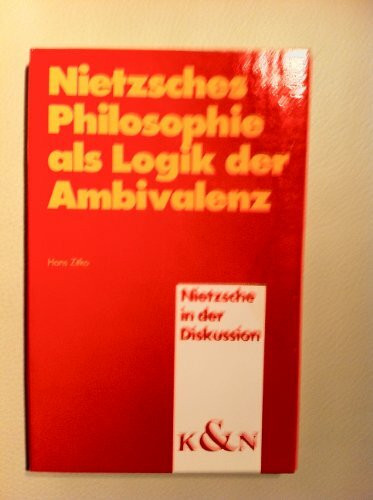 Nietzsches
Philosophie
als Logik der
Ambivalenz
Hans Zitko
Nietzsche
in der
Diskussion
K&N